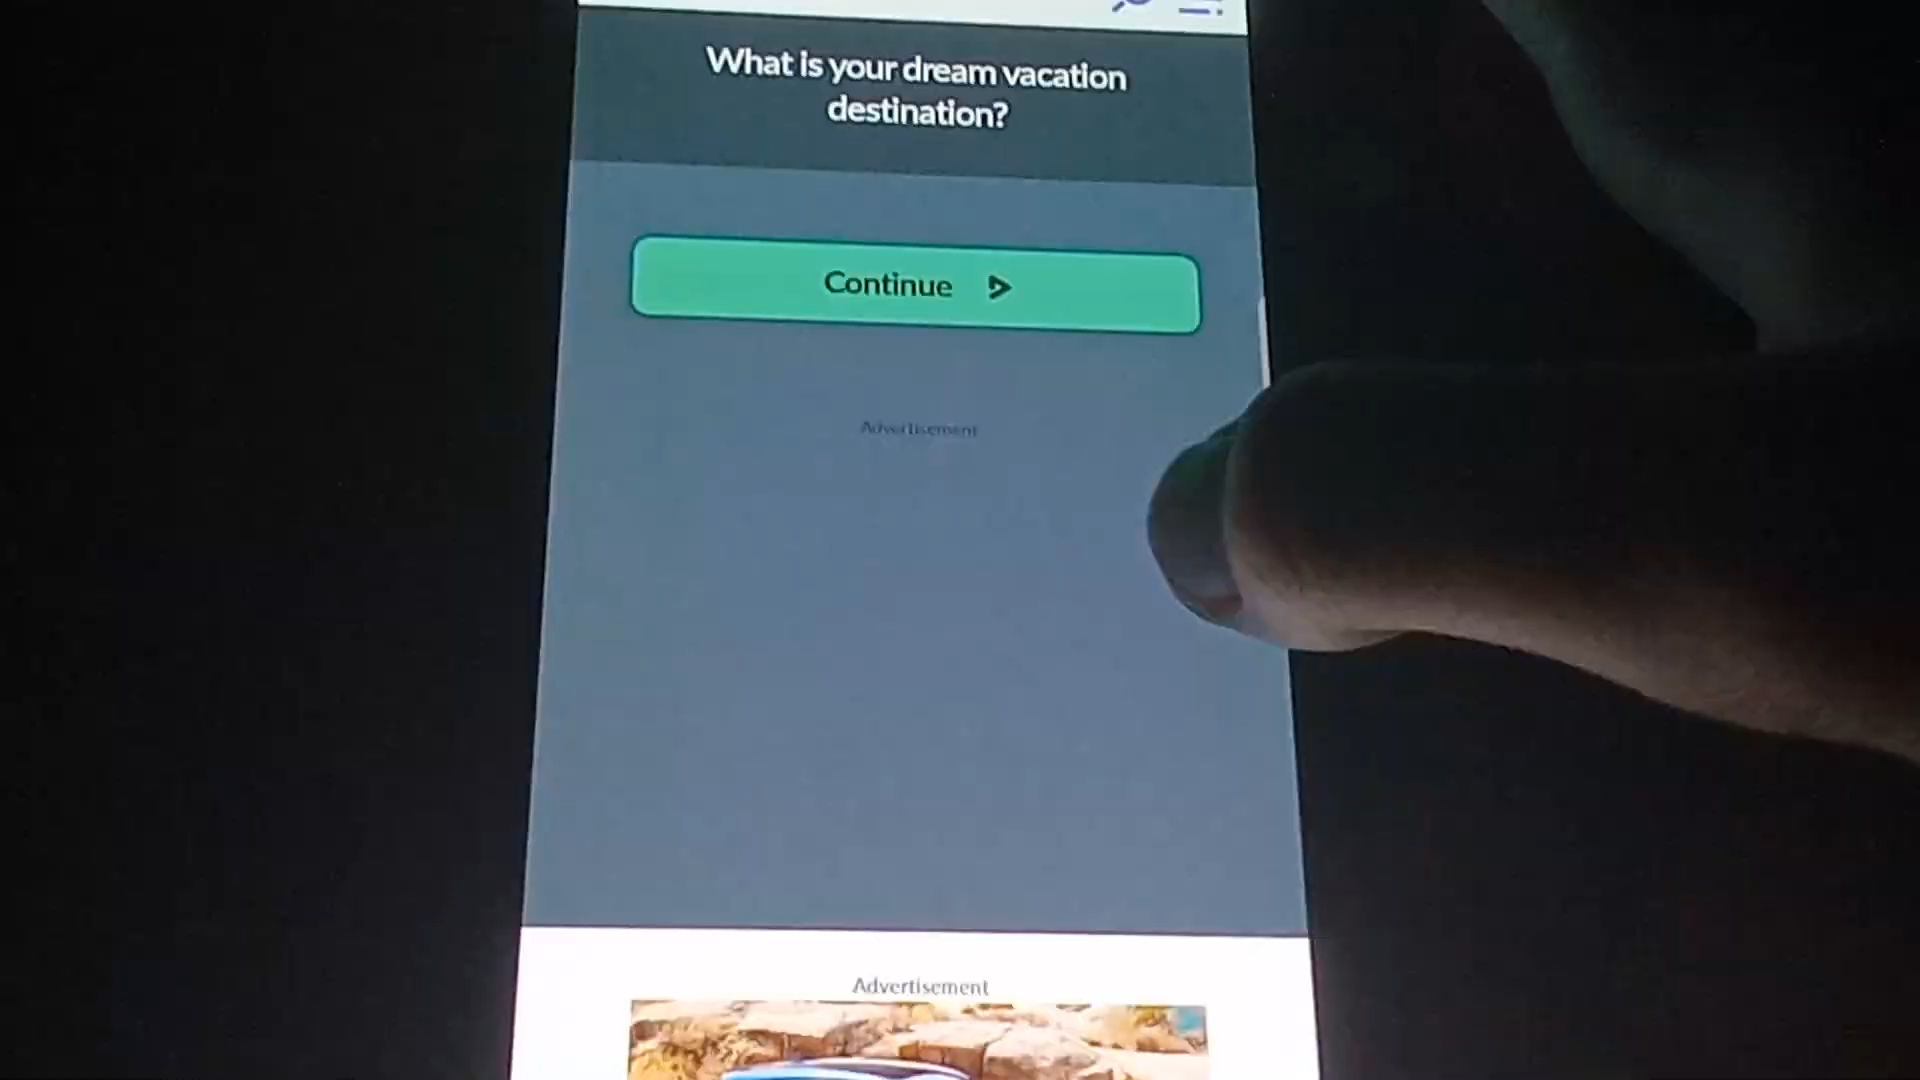 What is your dream vacation
destination?
Continue
Advertisement
Advertisement